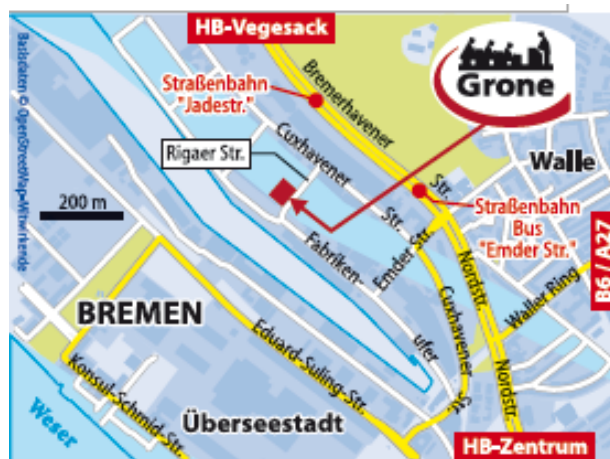 HB-Vegesack
Basisdaten © OpenStreetMap-Mitwirkende
Straßenbahn
"Jadestr."
Bremerhavener
Str.
Grone
Walle
Rigaer Str.
Cuxhavener
Str.
200 m
Straßenbahn
Bus
"Emder Str."
Fabriken-
ufer
Emder Str.
Nordstr.
B6 / A27
Waller Ring
BREMEN
Cuxhavener
Str.
Nordstr.
Eduard-Suling-Str.
Konsul-Schmid-Str.
Überseestadt
Weser
HB-Zentrum